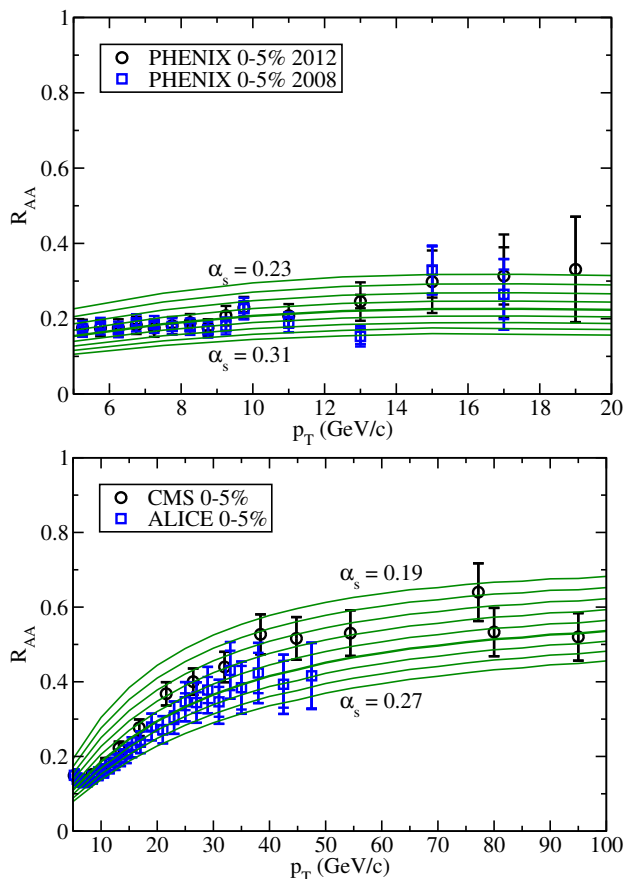 1
PHENIX 0-5% 2012
PHENIX 0-5% 2008
0.8
0.6
R_AA
0.4
α_s = 0.23
0.2
α_s = 0.31
0
6 8 10 12 14 16 18 20
p_T (GeV/c)
1
CMS 0-5%
ALICE 0-5%
0.8
α_s = 0.19
0.6
R_AA
0.4
α_s = 0.27
0.2
0
10 20 30 40 50 60 70 80 90 100
p_T (GeV/c)